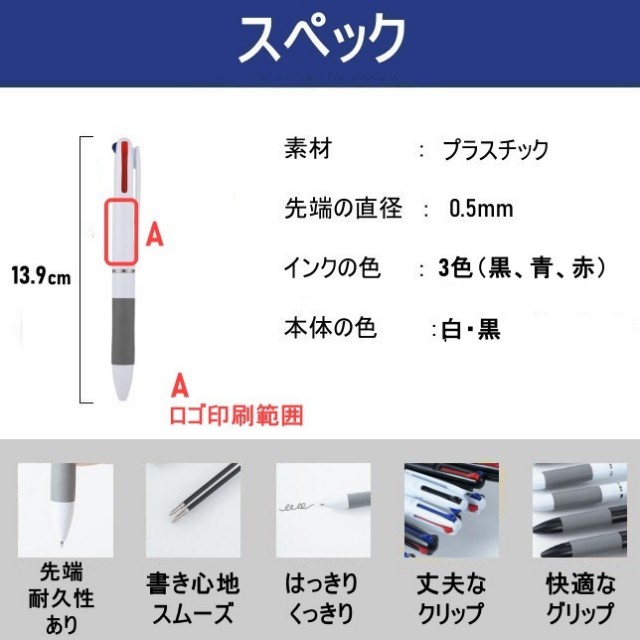 スペック
素材 : プラスチック
先端の直径 : 0.5mm
インクの色 : 3色(黒、青、赤)
本体の色 :白・黒
13.9cm
A
A
ロゴ印刷範囲
先端
耐久性
あり
書き心地
スムーズ
はっきり
くっきり
丈夫な
クリップ
快適な
グリップ